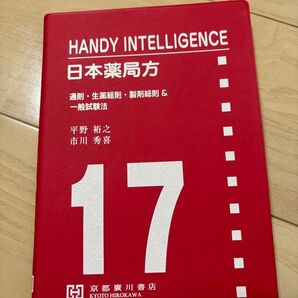 HANDY INTELLIGENCE
日本薬局方
通則・生薬総則・製剤総則&
一般試験法
平野 裕之
市川 秀喜
17
京都廣川書店
KYOTO HIROKAWA